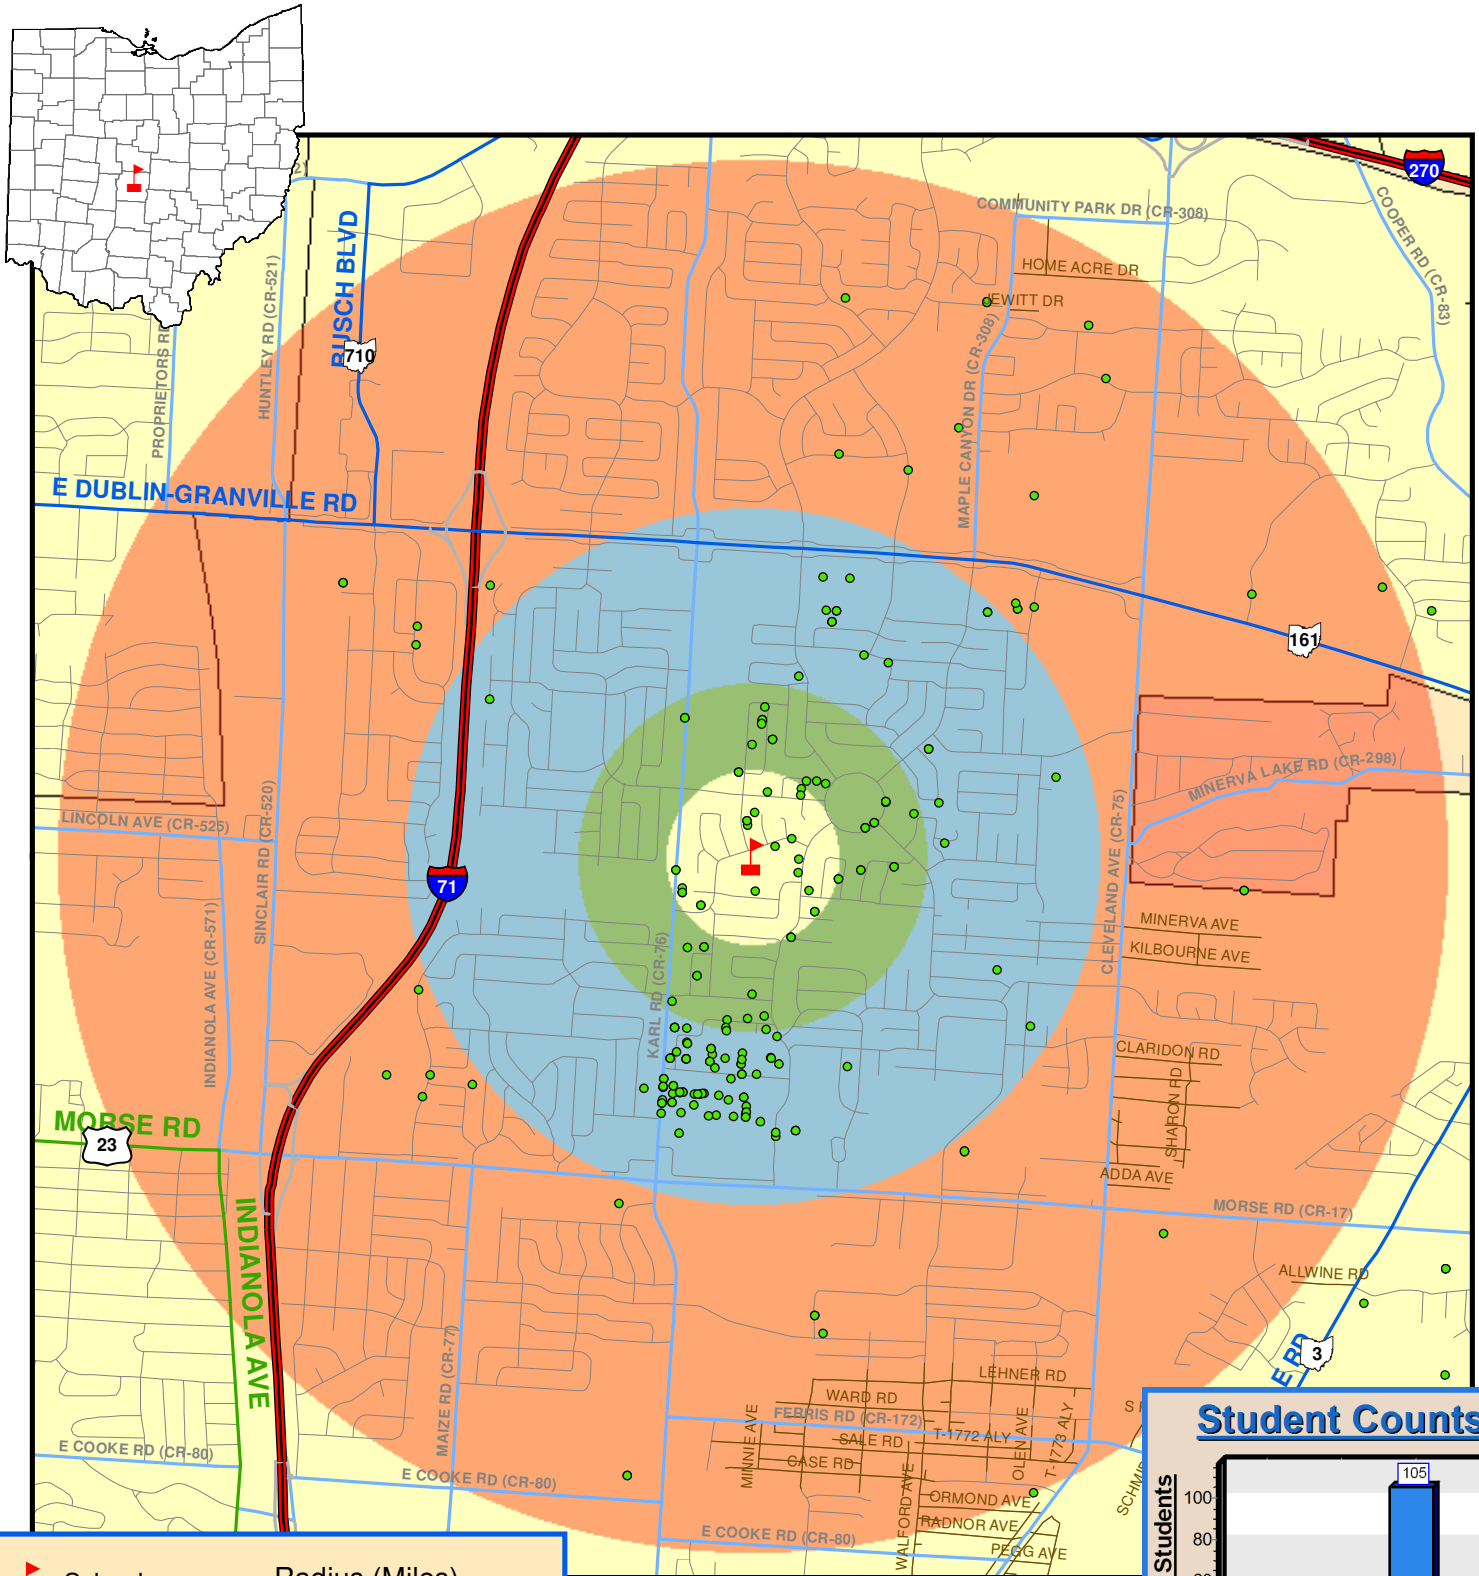 270
COMMUNITY PARK DR (CR-308)
COOPER RD (CR-83)
HOME ACRE DR
JEWITT DR
BUSCH BLVD
710
HUNTLEY RD (CR-521)
PROPRIETORS RD
MAPLE CANYON DR (CR-308)
E DUBLIN-GRANVILLE RD
161
MINERVA LAKE RD (CR-298)
LINCOLN AVE (CR-525)
SINCLAIR RD (CR-520)
71
CLEVELAND AVE (CR-75)
INDIANOLA AVE (CR-571)
KARL RD (CR-76)
MINERVA AVE
KILBOURNE AVE
CLARIDON RD
SHARON RD
MORSE RD
23
ADDA AVE
MORSE RD (CR-17)
INDIANOLA AVE
ALLWINE RD
3
E RD
MAIZE RD (CR-77)
LEHNER RD
WARD RD
FERRIS RD (CR-172)
MINNIE AVE
SALE RD
T-1772 ALY
OLEN AVE
T-1773 ALY
CASE RD
WALFORD AVE
E COOKE RD (CR-80)
E COOKE RD (CR-80)
ORMOND AVE
RADNOR AVE
E COOKE RD (CR-80)
PEGG AVE
Student Counts
105
100
80
Students
Radius (Miles)